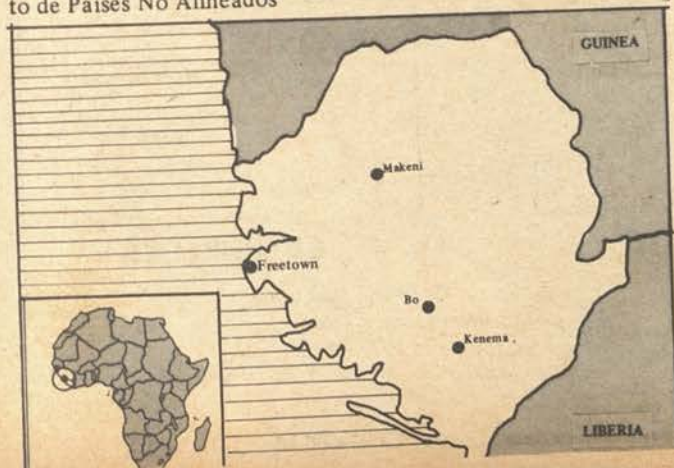 to de Países No Alineados
GUINEA
Makeni
Freetown
Bo
Kenema
LIBERIA